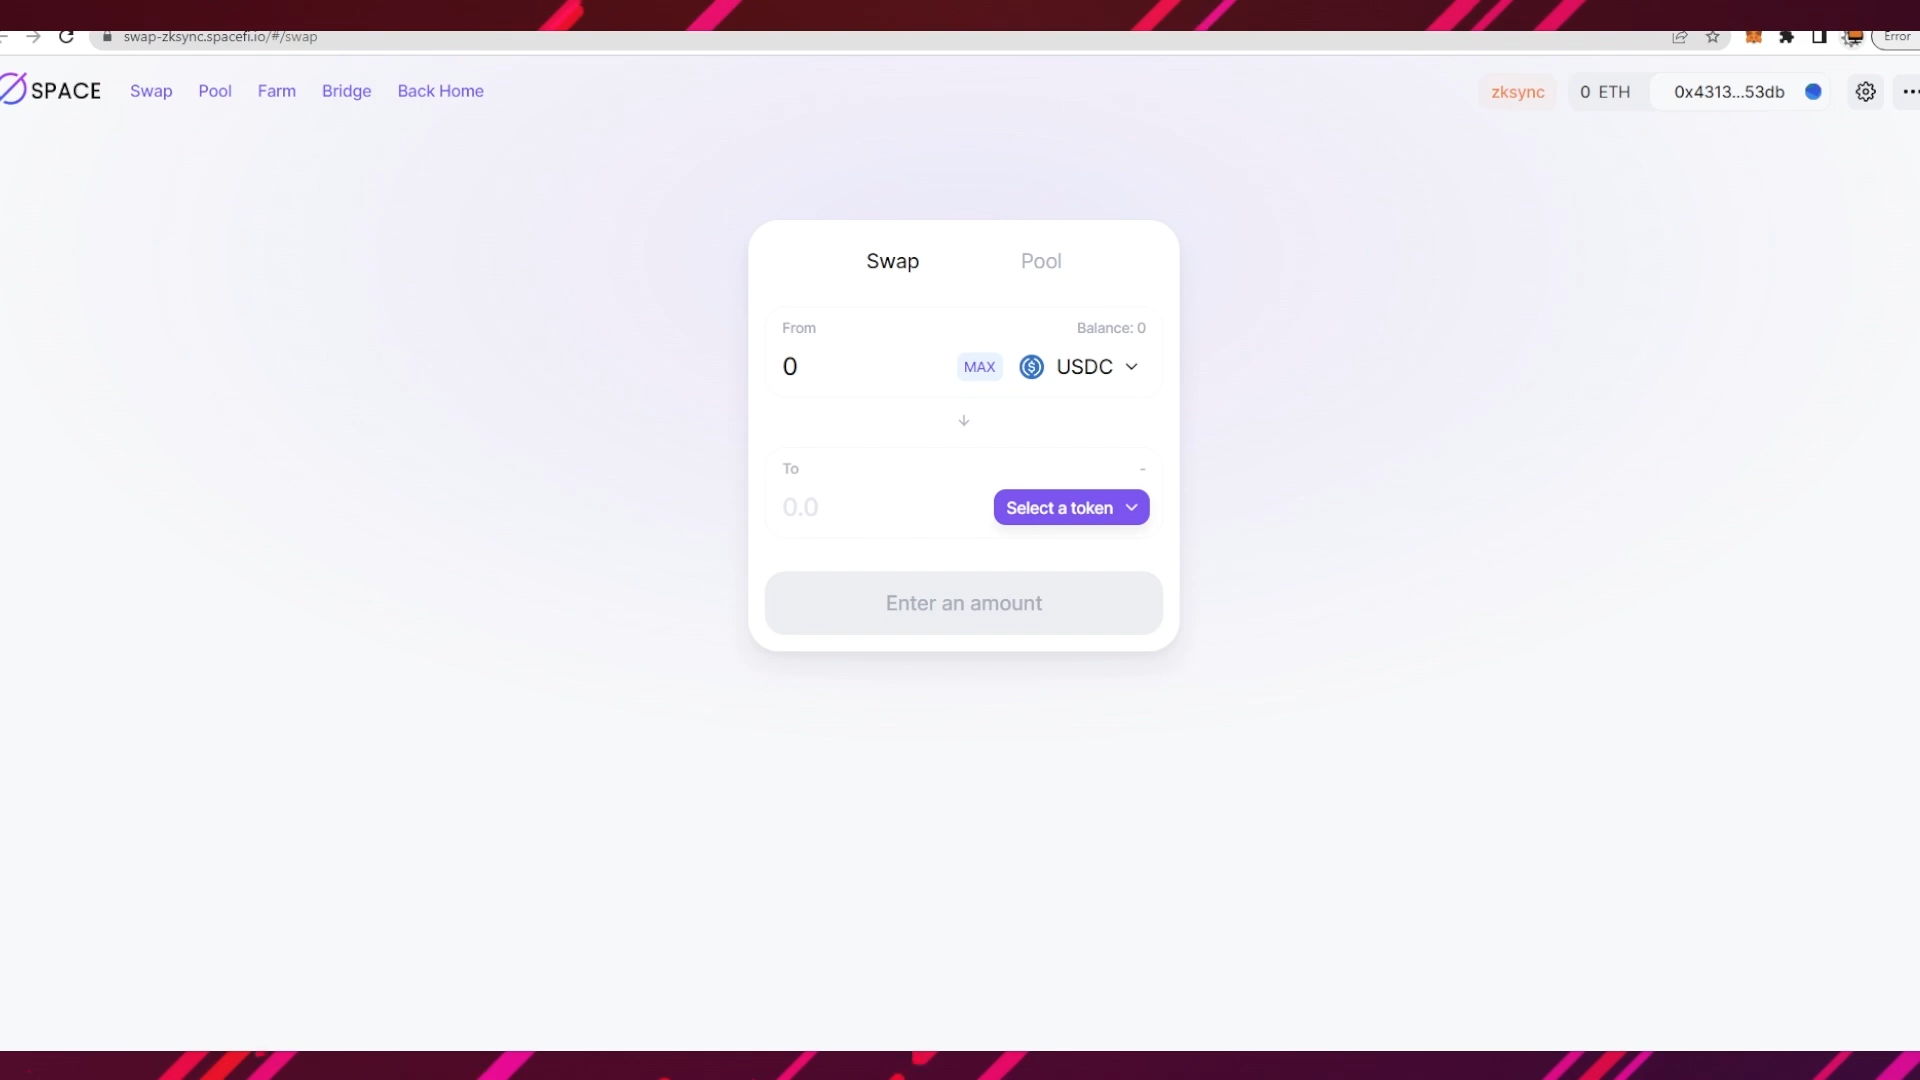 swap-zksync.spacefi.io/#/swap
Error
SPACE
Swap
Pool
Farm
Bridge
Back Home
zksync
0 ETH
0x4313...53db
Swap
Pool
From
Balance: 0
0
MAX
USDC
To
-
0.0
Select a token
Enter an amount